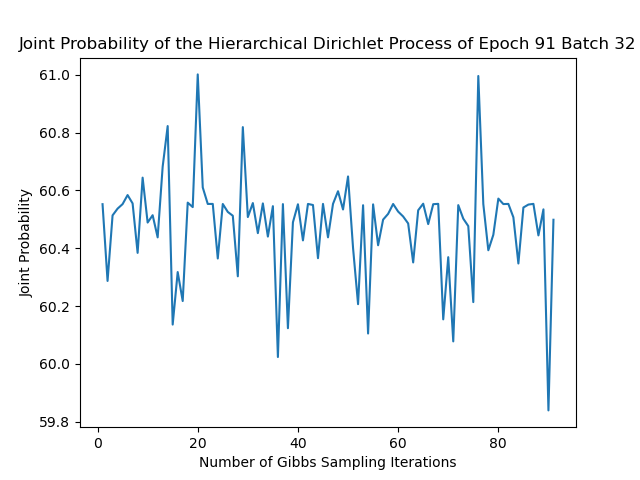 Joint Probability of the Hierarchical Dirichlet Process of Epoch 91 Batch 32
61.0
60.8
60.6
60.4
60.2
60.0
59.8
Joint Probability
0 20 40 60 80
Number of Gibbs Sampling Iterations